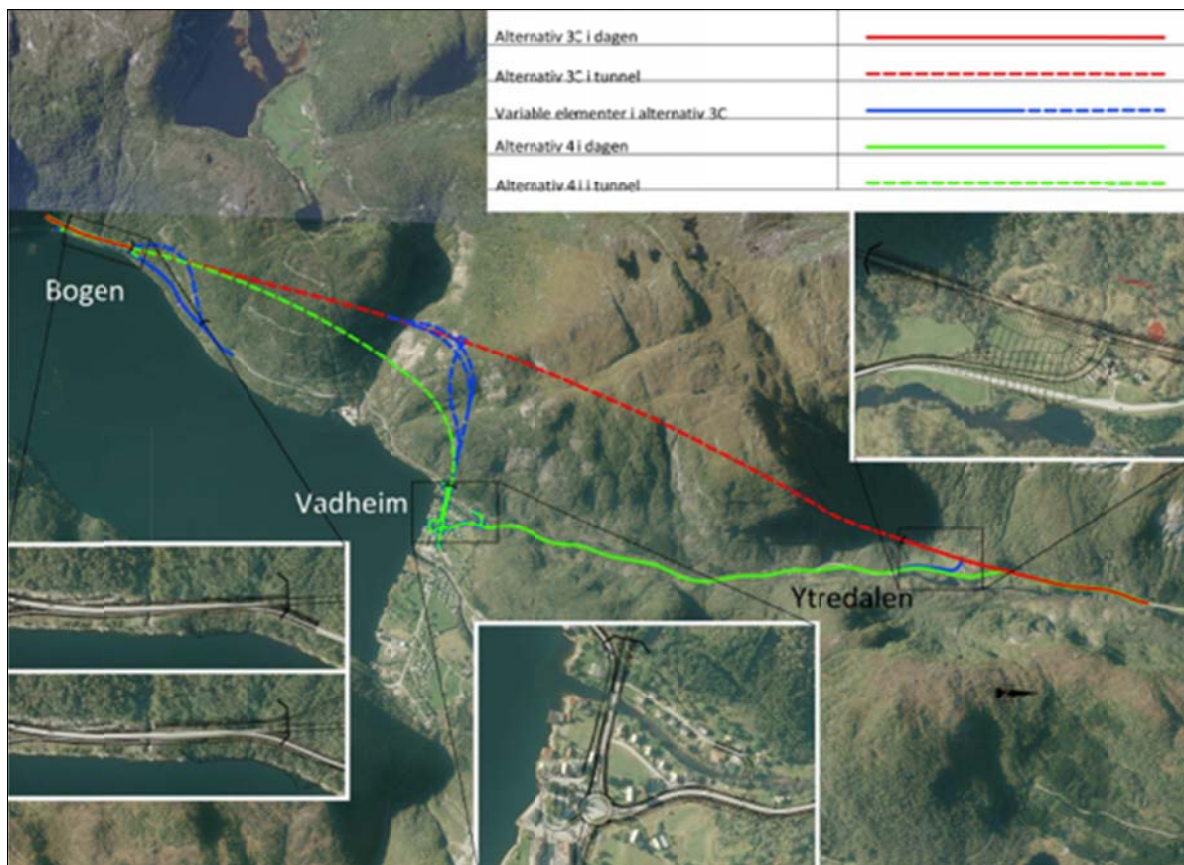 Alternativ 3C i dagen
Alternativ 3C i tunnel
Variable elementer i alternativ 3C
Alternativ 4 i dagen
Alternativ 4 i i tunnel
Bogen
Vadheim
Ytredalen